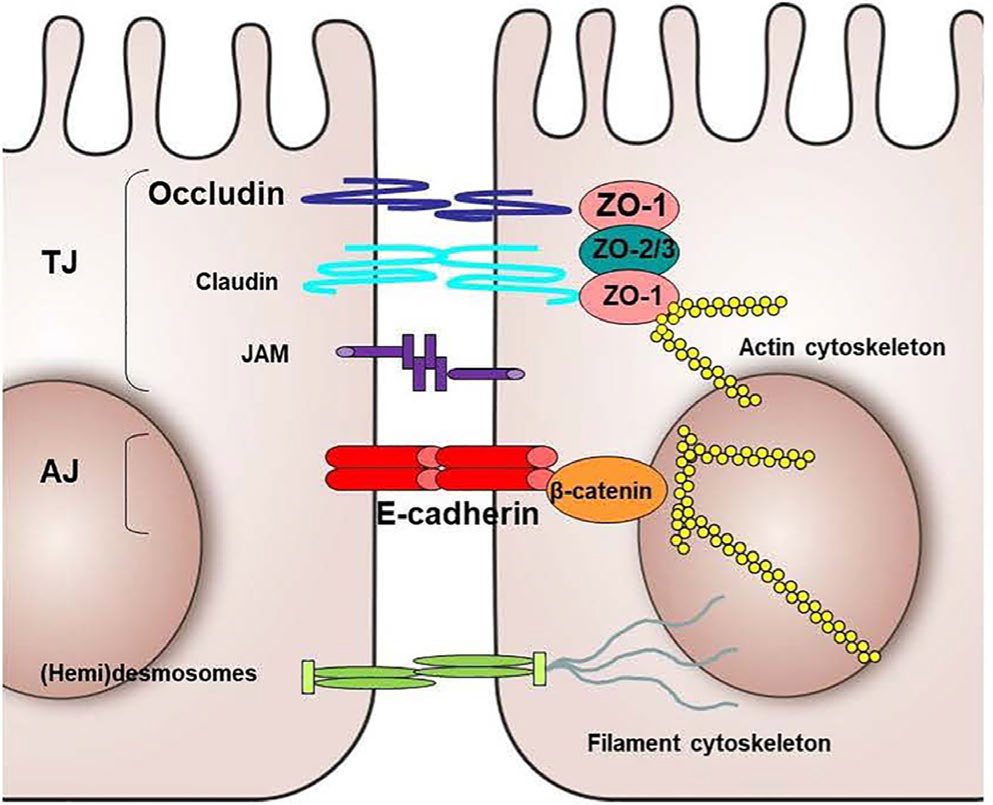 Occludin
ZO-1
TJ
ZO-2/3
Claudin
ZO-1
JAM
Actin cytoskeleton
AJ
β-catenin
E-cadherin
(Hemi)desmosomes
Filament cytoskeleton